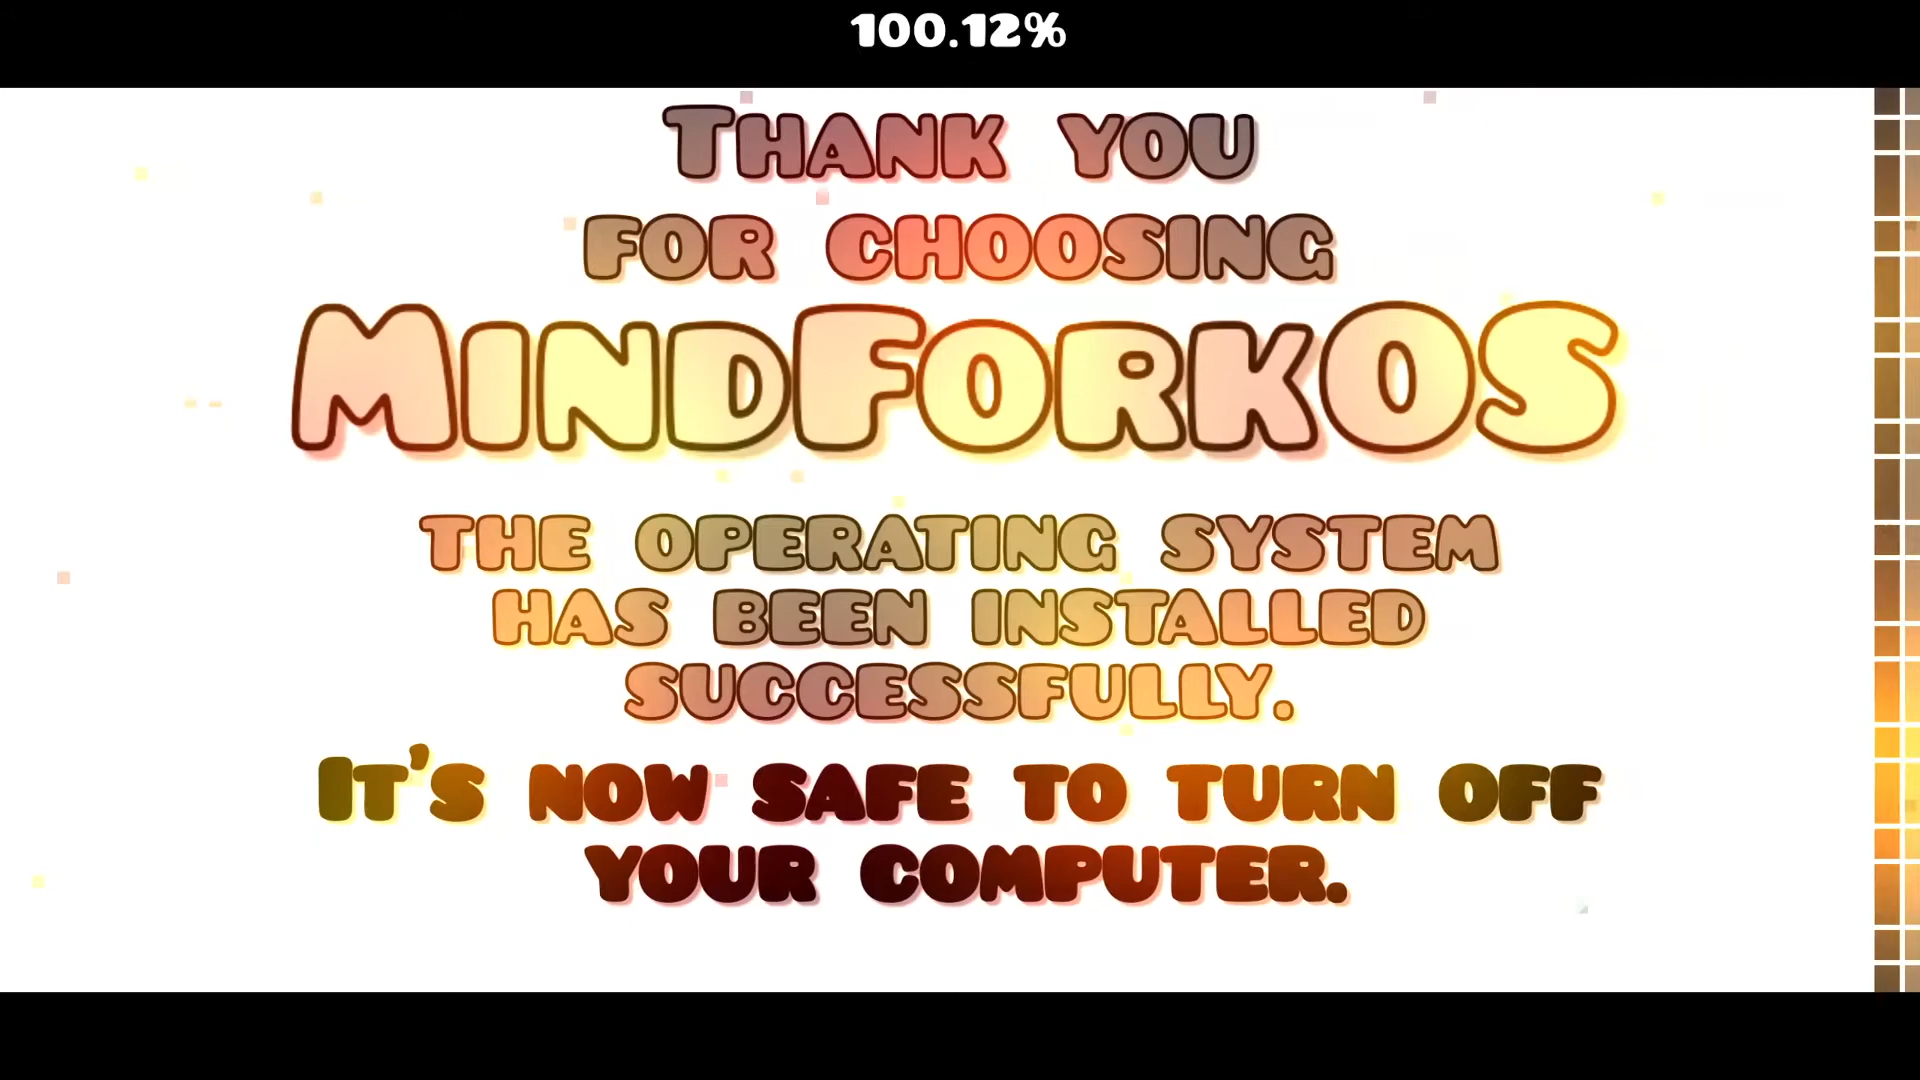 100.12%
Thank you
for choosing
MindForkOS
the operating system
has been installed
successfully.
It's now safe to turn off
your computer.